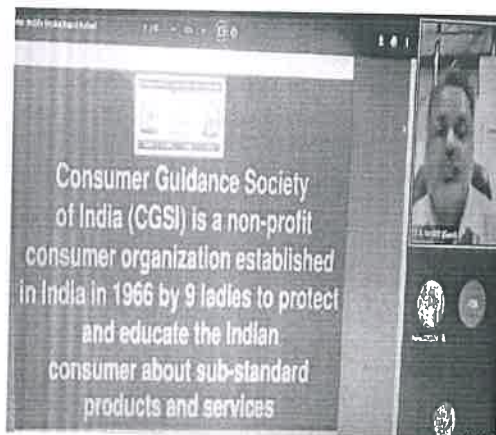 Consumer Guidance Society
of India (CGSI) is a non-profit
consumer organization established
in India in 1966 by 9 ladies to protect
and educate the Indian
consumer about sub-standard
products and services